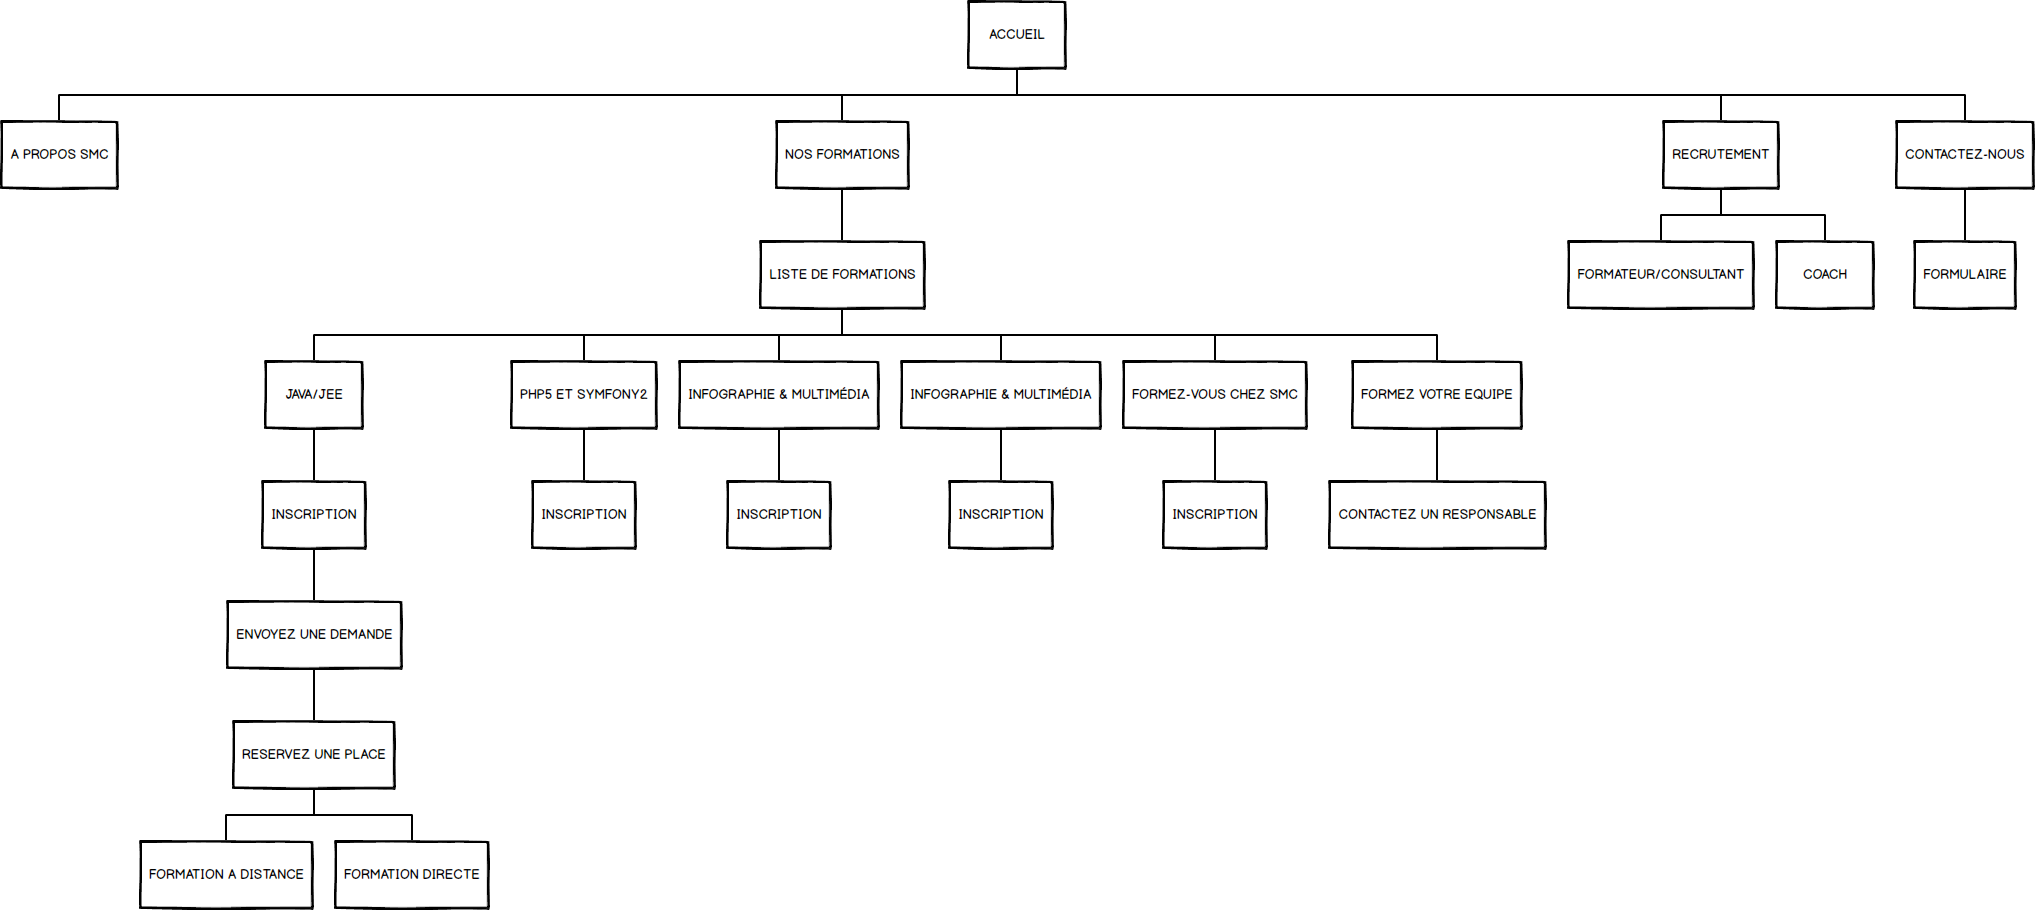 ACCUEIL
A PROPOS SMC
NOS FORMATIONS
RECRUTEMENT
CONTACTEZ-NOUS
LISTE DE FORMATIONS
FORMATEUR/CONSULTANT
COACH
FORMULAIRE
JAVA/JEE
PHP5 ET SYMFONY2
INFOGRAPHIE & MULTIMÉDIA
INFOGRAPHIE & MULTIMÉDIA
FORMEZ-VOUS CHEZ SMC
FORMEZ VOTRE EQUIPE
INSCRIPTION
INSCRIPTION
INSCRIPTION
INSCRIPTION
INSCRIPTION
CONTACTEZ UN RESPONSABLE
ENVOYEZ UNE DEMANDE
RESERVEZ UNE PLACE
FORMATION A DISTANCE
FORMATION DIRECTE